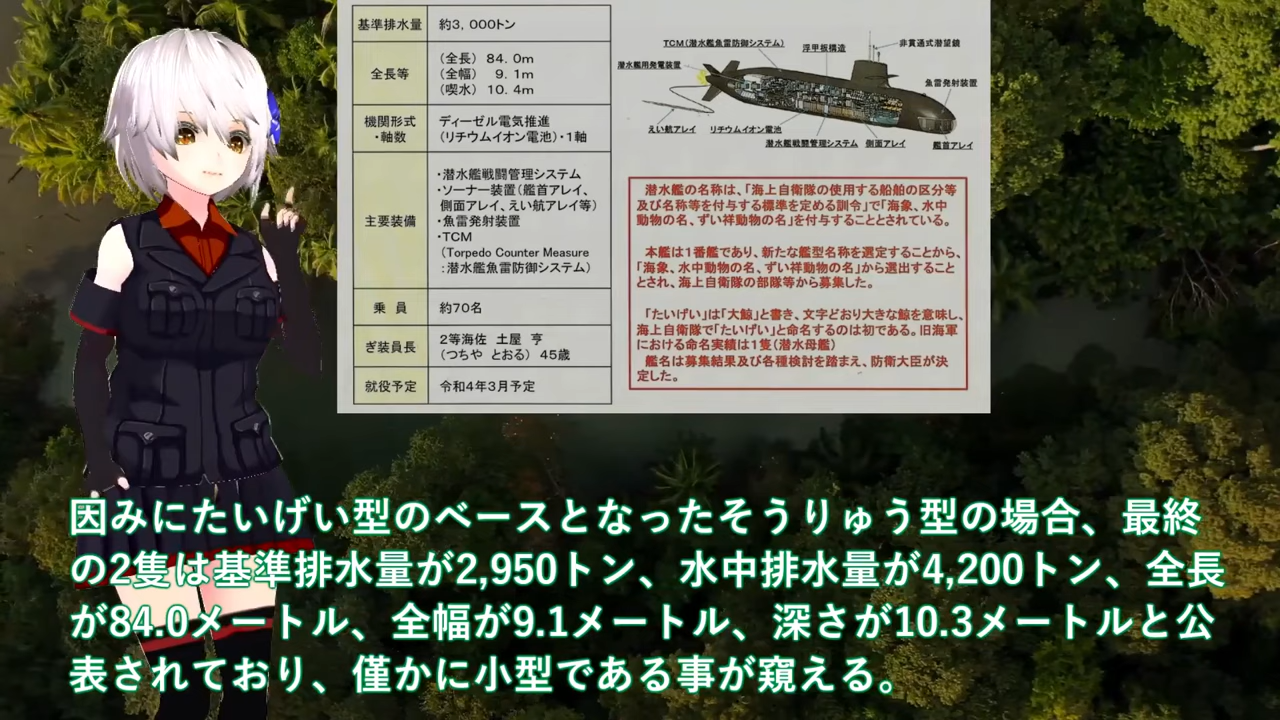 基準排水量
約3,000トン
全長等
(全長) 84.0m
(全幅) 9.1m
(喫水) 10.4m
機関形式
・軸数
ディーゼル電気推進
(リチウムイオン電池)・1軸
主要装備
・潜水艦戦闘管理システム
・ソーナー装置(艦首アレイ、
側面アレイ、えい航アレイ等)
・魚雷発射装置
・TCM
(Torpedo Counter Measure
:潜水艦魚雷防御システム)
乗 員
約70名
ぎ装員長
2等海佐 土屋 亨
(つちや とおる) 45歳
就役予定
令和4年3月予定
TCM(潜水艦魚雷防御システム)
浮甲板構造
非貫通式潜望鏡
潜水艦用発電装置
魚雷発射装置
えい航アレイ
リチウムイオン電池
潜水艦戦闘管理システム
側面アレイ
艦首アレイ
潜水艦の名称は、「海上自衛隊の使用する船舶の区分等
及び名称等を付与する標準を定める訓令」で「海象、水中
動物の名、ずい祥動物の名」を付与することとされている。
本艦は1番艦であり、新たな艦型名称を選定することから、
「海象、水中動物の名、ずい祥動物の名」から選出すること
とされ、海上自衛隊の部隊等から募集した。
「たいげい」は「大鯨」と書き、文字どおり大きな鯨を意味し、
海上自衛隊で「たいげい」と命名するのは初である。旧海軍
における命名実績は1隻(潜水母艦)
艦名は募集結果及び各種検討を踏まえ、防衛大臣が決
定した。
因みにたいげい型のベースとなったそうりゅう型の場合、最終
の2隻は基準排水量が2,950トン、水中排水量が4,200トン、全長
が84.0メートル、全幅が9.1メートル、深さが10.3メートルと公
表されており、僅かに小型である事が窺える。